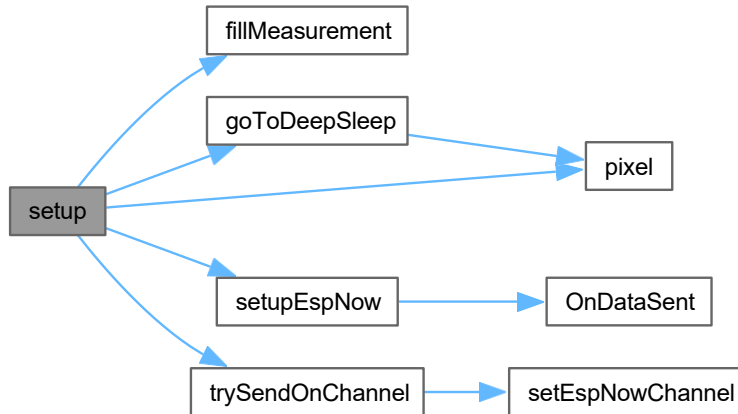 fillMeasurement
goToDeepSleep
pixel
setup
setupEspNow
OnDataSent
trySendOnChannel
setEspNowChannel